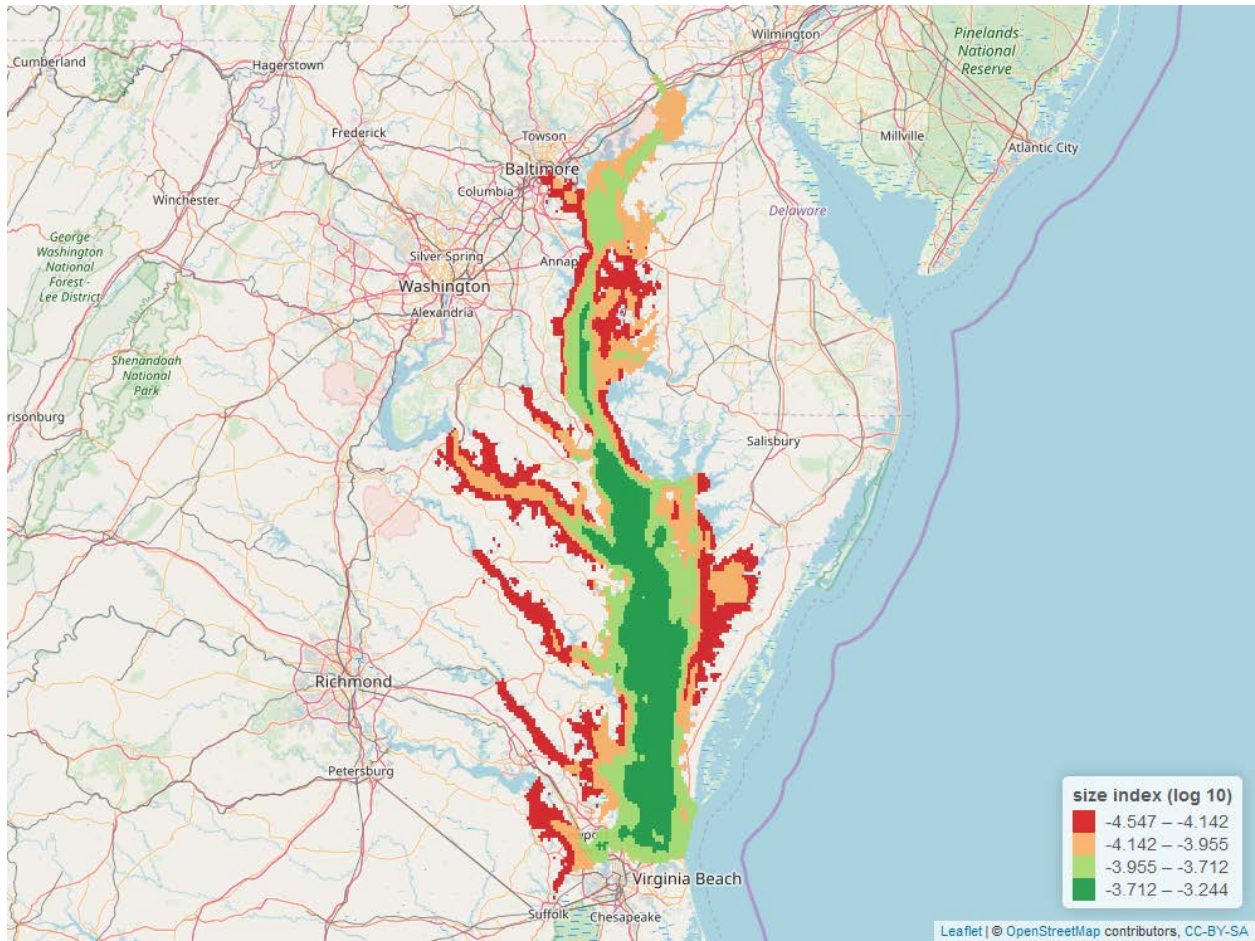 Wilmington
Pinelands
National
Reserve
Cumberland
Hagerstown
Frederick
Towson
Millville
Atlantic City
Baltimore
Columbia
Winchester
Delaware
George
Washington
National
Forest -
Lee District
Silver Spring
Annap
Washington
Alexandria
Shenandoah
National
Park
risonburg
Salisbury
Richmond
Petersburg
size index (log 10)
-4.547 – -4.142
-4.142 – -3.955
-3.955 – -3.712
-3.712 – -3.244
Virginia Beach
Suffolk
Chesapeake
Leaflet | © OpenStreetMap contributors, CC-BY-SA